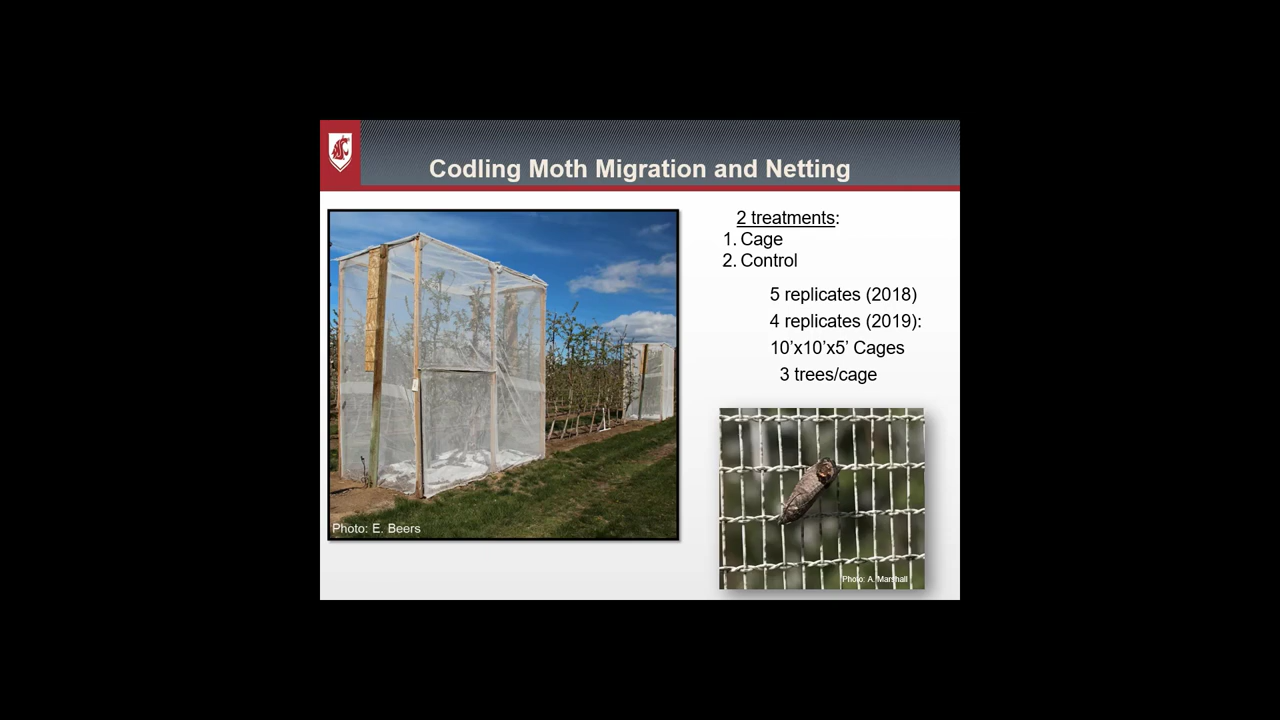 Codling Moth Migration and Netting
2 treatments:
1. Cage
2. Control
5 replicates (2018)
4 replicates (2019):
10’x10’x5’ Cages
3 trees/cage
Photo: E. Beers
Photo: A. Marshall